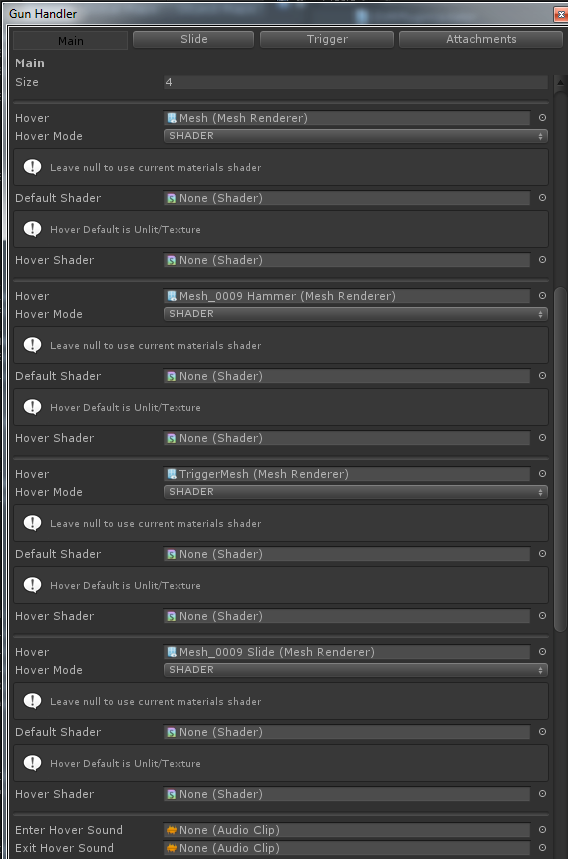 Gun Handler
Main Slide Trigger Attachments
Main
Size 4
Hover Mesh (Mesh Renderer)
Hover Mode SHADER
Leave null to use current materials shader
Default Shader None (Shader)
Hover Default is Unlit/Texture
Hover Shader None (Shader)
Hover Mesh_0009 Hammer (Mesh Renderer)
Hover Mode SHADER
Leave null to use current materials shader
Default Shader None (Shader)
Hover Default is Unlit/Texture
Hover Shader None (Shader)
Hover TriggerMesh (Mesh Renderer)
Hover Mode SHADER
Leave null to use current materials shader
Default Shader None (Shader)
Hover Default is Unlit/Texture
Hover Shader None (Shader)
Hover Mesh_0009 Slide (Mesh Renderer)
Hover Mode SHADER
Leave null to use current materials shader
Default Shader None (Shader)
Hover Default is Unlit/Texture
Hover Shader None (Shader)
Enter Hover Sound None (Audio Clip)
Exit Hover Sound None (Audio Clip)